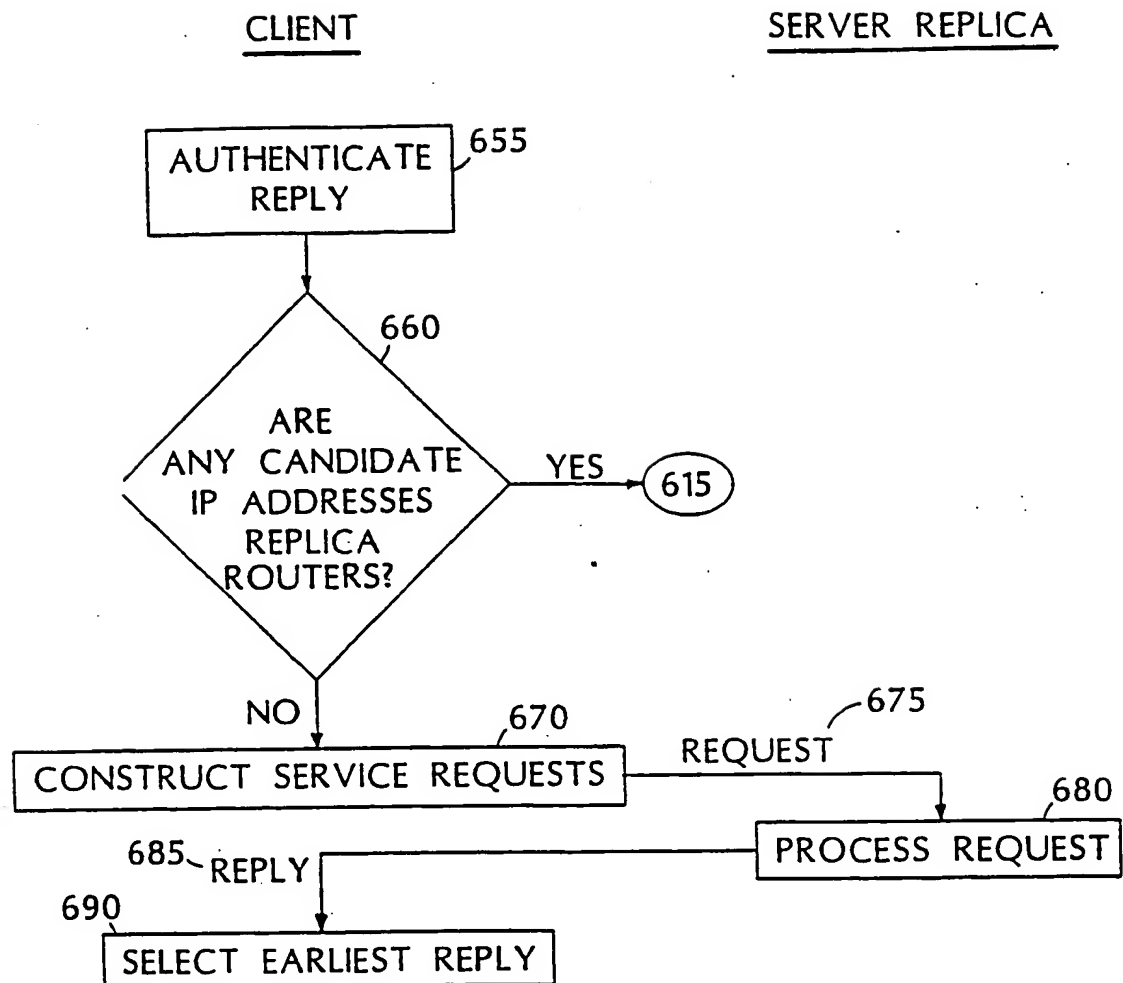 CLIENT
SERVER REPLICA
AUTHENTICATE
REPLY
655
660
ARE
ANY CANDIDATE
IP ADDRESSES
REPLICA
ROUTERS?
YES
615
NO
670
CONSTRUCT SERVICE REQUESTS
REQUEST
675
680
PROCESS REQUEST
685
REPLY
690
SELECT EARLIEST REPLY